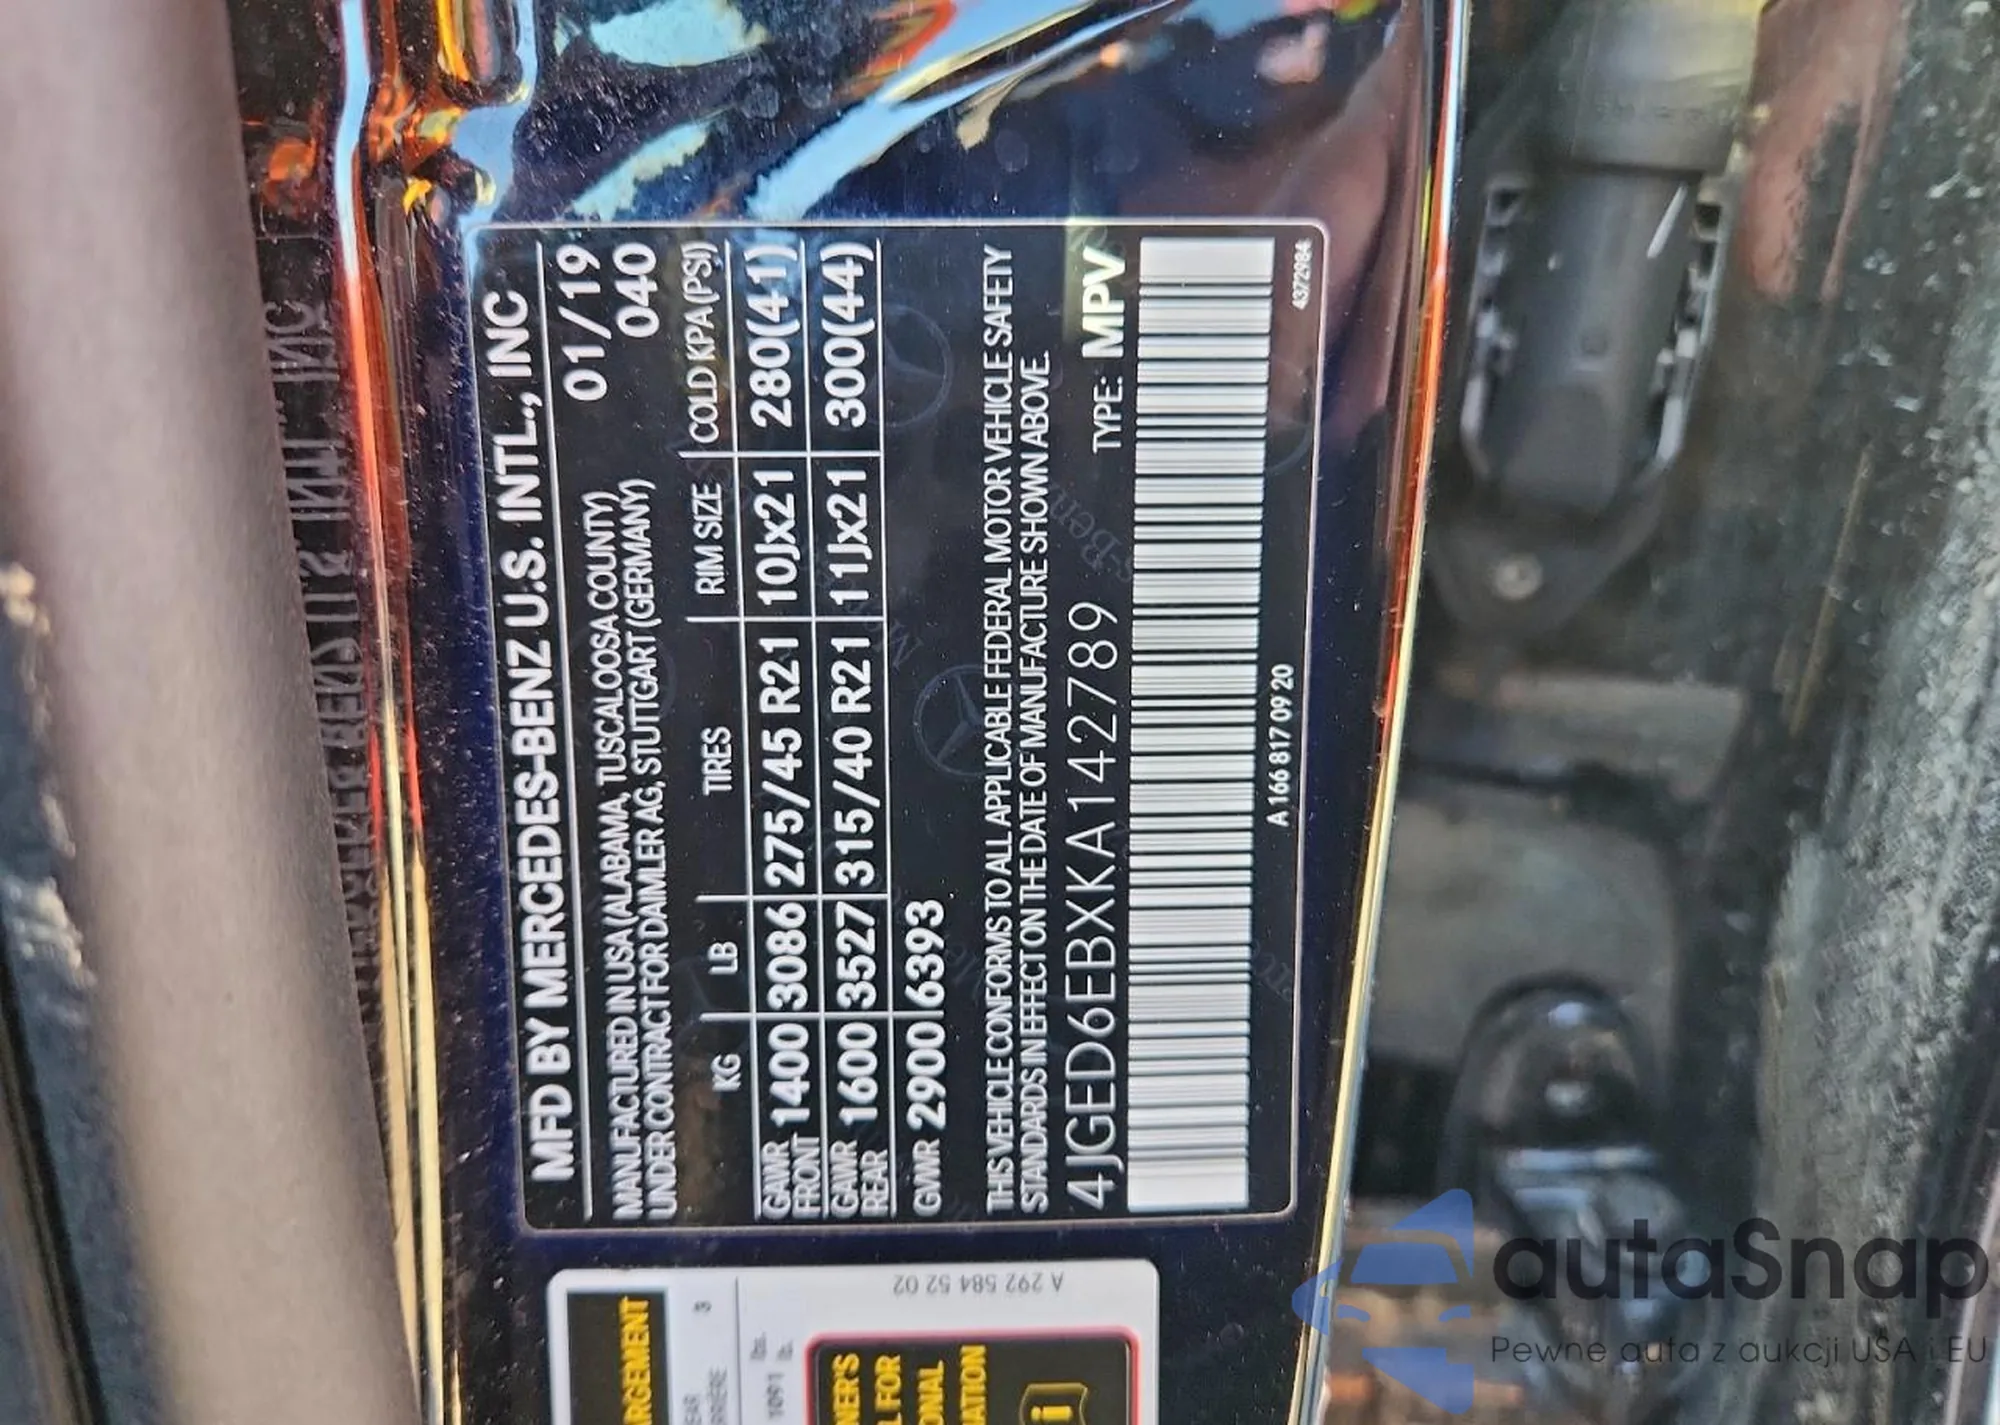 MFD BY MERCEDES-BENZ U.S. INTL., INC
01/19
MANUFACTURED IN USA (ALABAMA, TUSCALOOSA COUNTY)
UNDER CONTRACT FOR DAIMLER AG, STUTTGART (GERMANY)
040
KG LB TIRES RIM SIZE COLD KPA (PSI)
GAWR FRONT 1400 3086 275/45 R21 10Jx21 280(41)
GAWR REAR 1600 3527 315/40 R21 11Jx21 300(44)
GVWR 2900 6393
THIS VEHICLE CONFORMS TO ALL APPLICABLE FEDERAL MOTOR VEHICLE SAFETY
STANDARDS IN EFFECT ON THE DATE OF MANUFACTURE SHOWN ABOVE.
4JGED6EBXKA142789 TYPE: MPV
A 166 817 09 20
4372984
A 292 584 52 02
1091 lbs.
lb.
autaSnap
Pewne auta z aukcji USA i EU